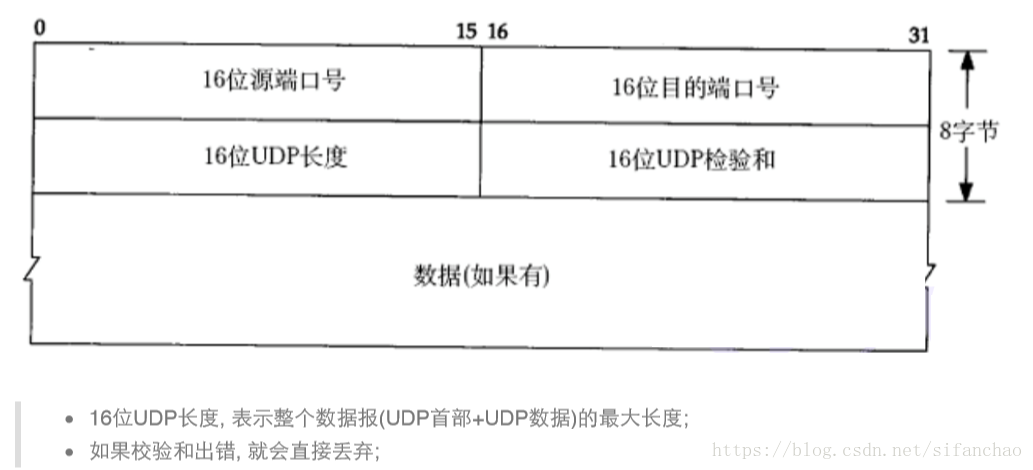 0 15 16 31
16位源端口号 16位目的端口号
8字节
16位UDP长度 16位UDP检验和
数据(如果有)
16位UDP长度, 表示整个数据报(UDP首部+UDP数据)的最大长度;
如果校验和出错, 就会直接丢弃;
https://blog.csdn.net/sifanchao